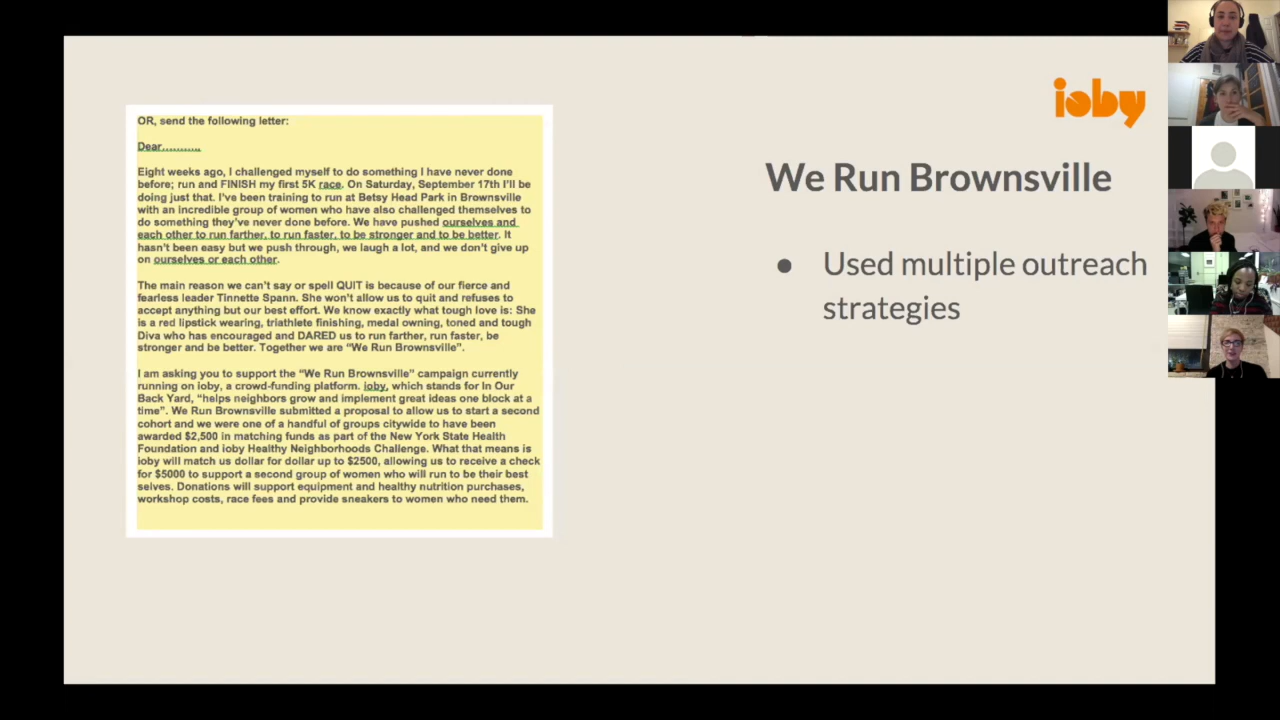 OR, send the following letter:
Dear...........
Eight weeks ago, I challenged myself to do something I have never done
before; run and FINISH my first 5K race. On Saturday, September 17th I'll be
doing just that. I've been training to run at Betsy Head Park in Brownsville
with an incredible group of women who have also challenged themselves to
do something they've never done before. We have pushed ourselves and
each other to run farther, to run faster, to be stronger and to be better. It
hasn't been easy but we push through, we laugh a lot, and we don't give up
on ourselves or each other.
The main reason we can't say or spell QUIT is because of our fierce and
fearless leader Tinnette Spann. She won't allow us to quit and refuses to
accept anything but our best effort. We know exactly what tough love is: She
is a red lipstick wearing, triathlete finishing, medal owning, toned and tough
Diva who has encouraged and DARED us to run farther, run faster, be
stronger and be better. Together we are “We Run Brownsville”.
I am asking you to support the “We Run Brownsville” campaign currently
running on ioby, a crowd-funding platform. ioby, which stands for In Our
Back Yard, “helps neighbors grow and implement great ideas one block at a
time”. We Run Brownsville submitted a proposal to allow us to start a second
cohort and we were one of a handful of groups citywide to have been
awarded $2,500 in matching funds as part of the New York State Health
Foundation and ioby Healthy Neighborhoods Challenge. What that means is
ioby will match us dollar for dollar up to $2500, allowing us to receive a check
for $5000 to support a second group of women who will run to be their best
selves. Donations will support equipment and healthy nutrition purchases,
workshop costs, race fees and provide sneakers to women who need them.
ioby
We Run Brownsville
● Used multiple outreach
strategies